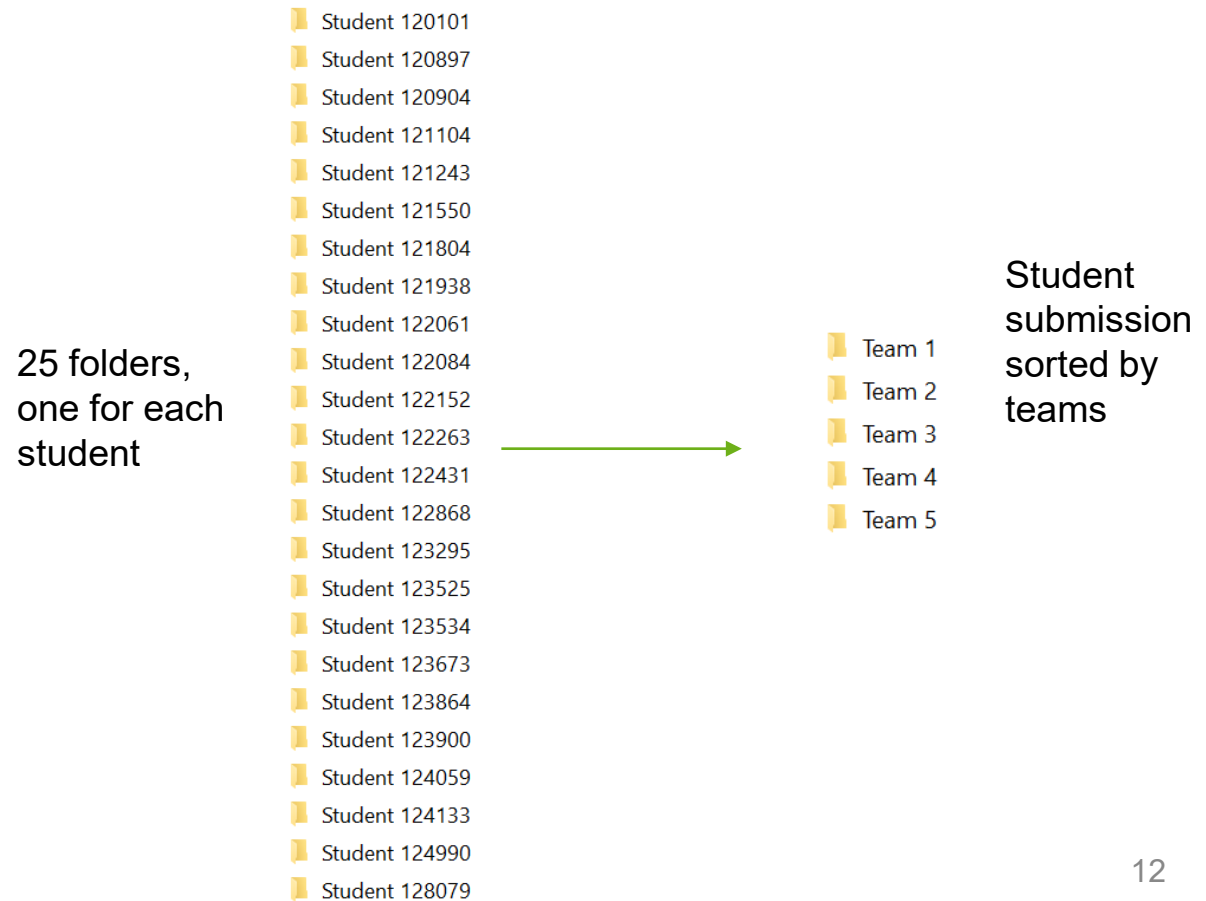 25 folders,
one for each
student
Student 120101
Student 120897
Student 120904
Student 121104
Student 121243
Student 121550
Student 121804
Student 121938
Student 122061
Student 122084
Student 122152
Student 122263
Student 122431
Student 122868
Student 123295
Student 123525
Student 123534
Student 123673
Student 123864
Student 123900
Student 124059
Student 124133
Student 124990
Student 128079
Team 1
Team 2
Team 3
Team 4
Team 5
Student
submission
sorted by
teams
12